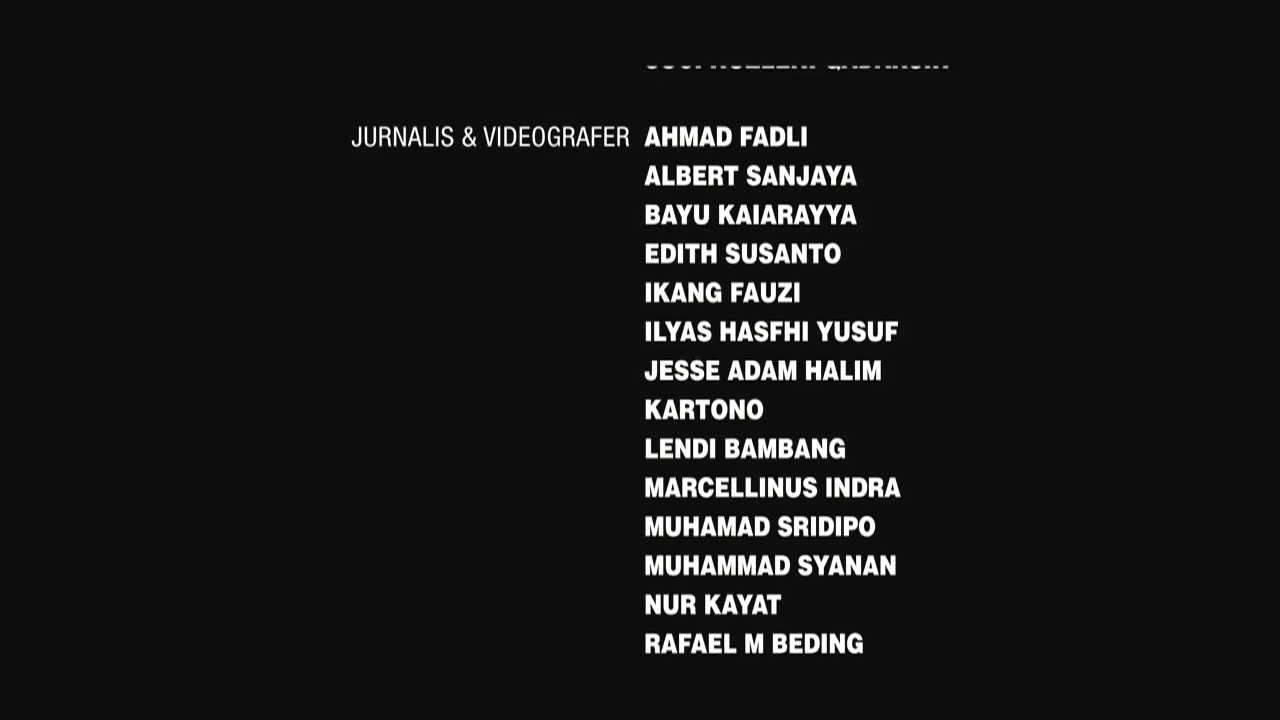 JURNALIS & VIDEOGRAFER AHMAD FADLI
ALBERT SANJAYA
BAYU KAIARAYYA
EDITH SUSANTO
IKANG FAUZI
ILYAS HASFHI YUSUF
JESSE ADAM HALIM
KARTONO
LENDI BAMBANG
MARCELLINUS INDRA
MUHAMAD SRIDIPO
MUHAMMAD SYANAN
NUR KAYAT
RAFAEL M BEDING